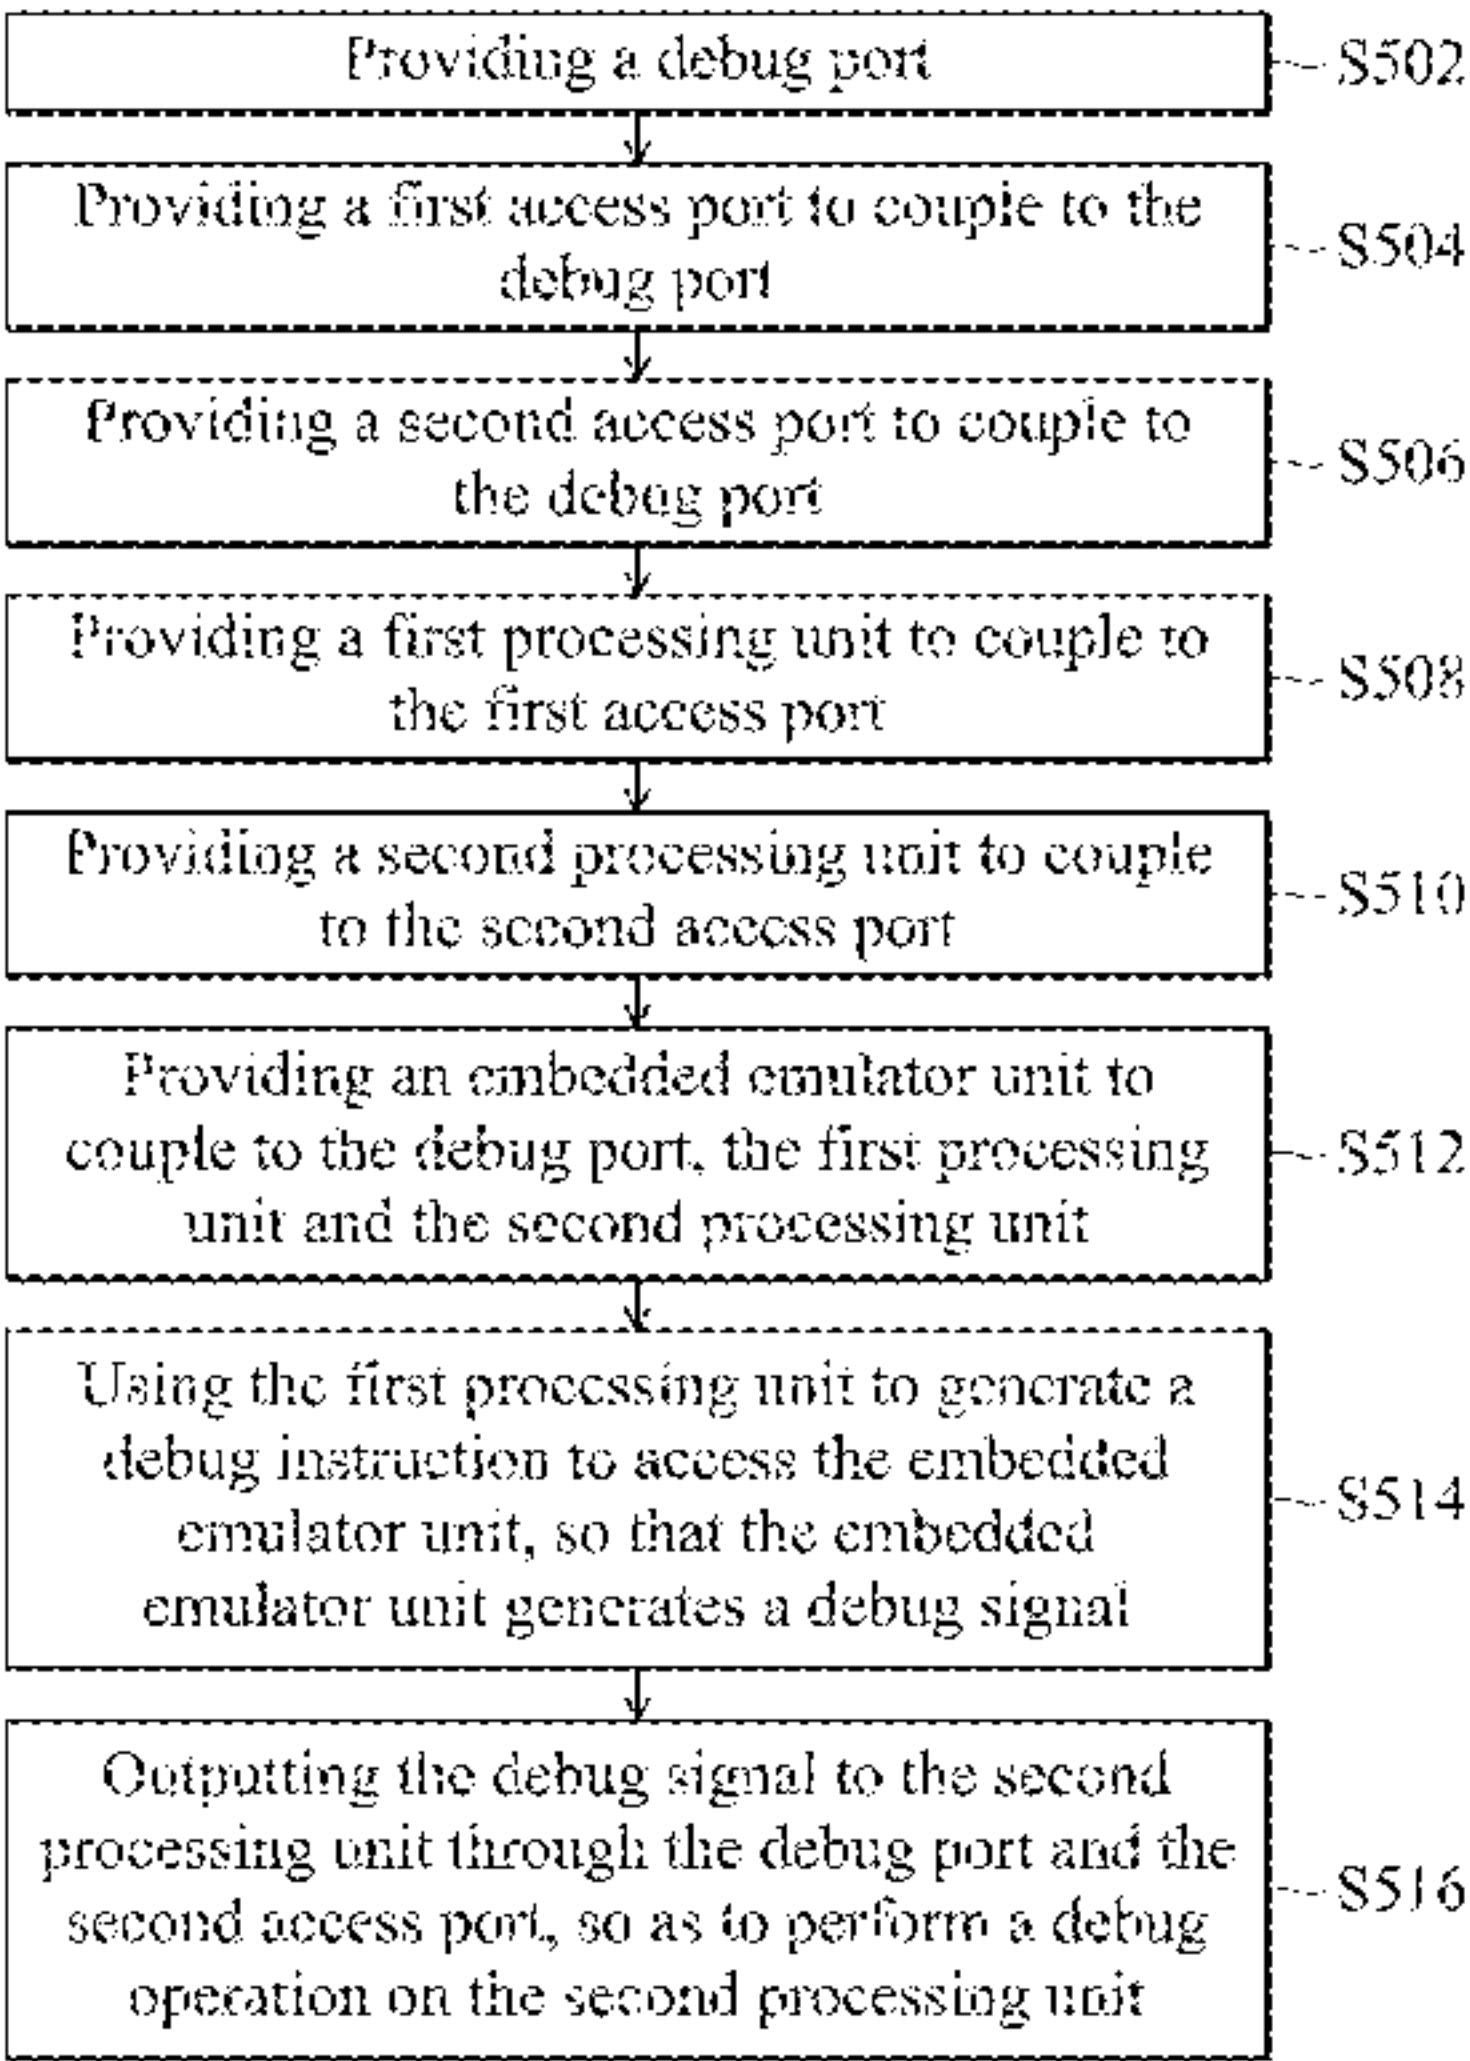 Providing a debug port
S502
Providing a first access port to couple to the
debug port
S504
Providing a second access port to couple to
the debug port
S506
Providing a first processing unit to couple to
the first access port
S508
Providing a second processing unit to couple
to the second access port
S510
Providing an embedded emulator unit to
couple to the debug port, the first processing
unit and the second processing unit
S512
Using the first processing unit to generate a
debug instruction to access the embedded
emulator unit, so that the embedded
emulator unit generates a debug signal
S514
Outputting the debug signal to the second
processing unit through the debug port and the
second access port, so as to perform a debug
operation on the second processing unit
S516